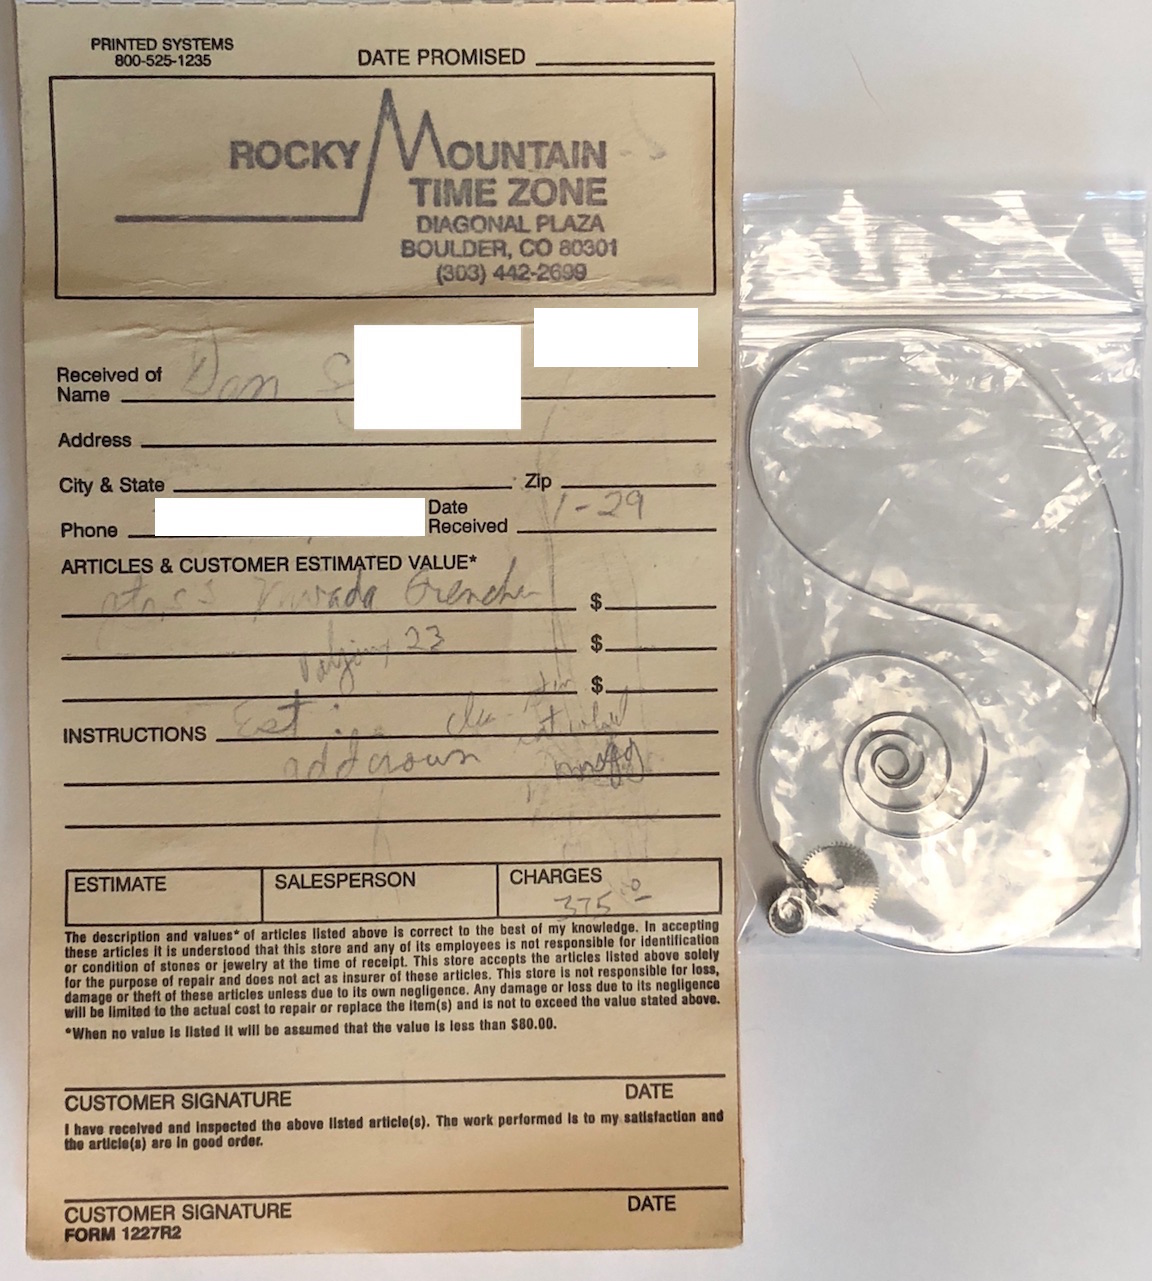 PRINTED SYSTEMS
800-525-1235
DATE PROMISED
ROCKY MOUNTAIN
TIME ZONE
DIAGONAL PLAZA
BOULDER, CO 80301
(303) 442-2699
Received of
Name Dan
Address
City & State Zip
Phone Date Received 1-29
ARTICLES & CUSTOMER ESTIMATED VALUE*
Grenchen $
23 $
$
INSTRUCTIONS Est
add crown
ESTIMATE SALESPERSON CHARGES
375
The description and values* of articles listed above is correct to the best of my knowledge. In accepting
these articles it is understood that this store and any of its employees is not responsible for identification
or condition of stones or jewelry at the time of receipt. This store accepts the articles listed above solely
for the purpose of repair and does not act as insurer of these articles. This store is not responsible for loss,
damage or theft of these articles unless due to its own negligence. Any damage or loss due to its negligence
will be limited to the actual cost to repair or replace the item(s) and is not to exceed the value stated above.
*When no value is listed it will be assumed that the value is less than $80.00.
CUSTOMER SIGNATURE DATE
I have received and inspected the above listed article(s). The work performed is to my satisfaction and
the article(s) are in good order.
CUSTOMER SIGNATURE DATE
FORM 1227R2